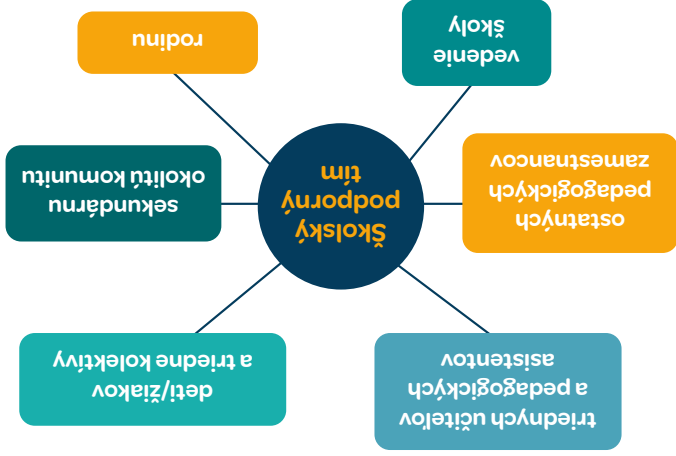 triednych učiteľov
a pedagogických
asistentov
deti/žiakov
a triedne kolektívy
ostatných
pedagogických
zamestnancov
Školský
podporný
tím
sekundárnu
okolitú komunitu
vedenie
školy
rodinu